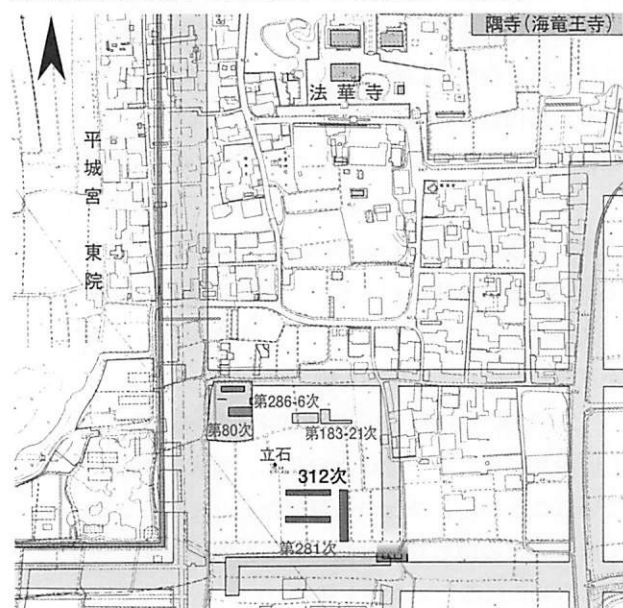 隅寺(海竜王寺)
法華寺
平城宮 東院
第286-6次
第80次
第183-21次
立石
312次
第281次